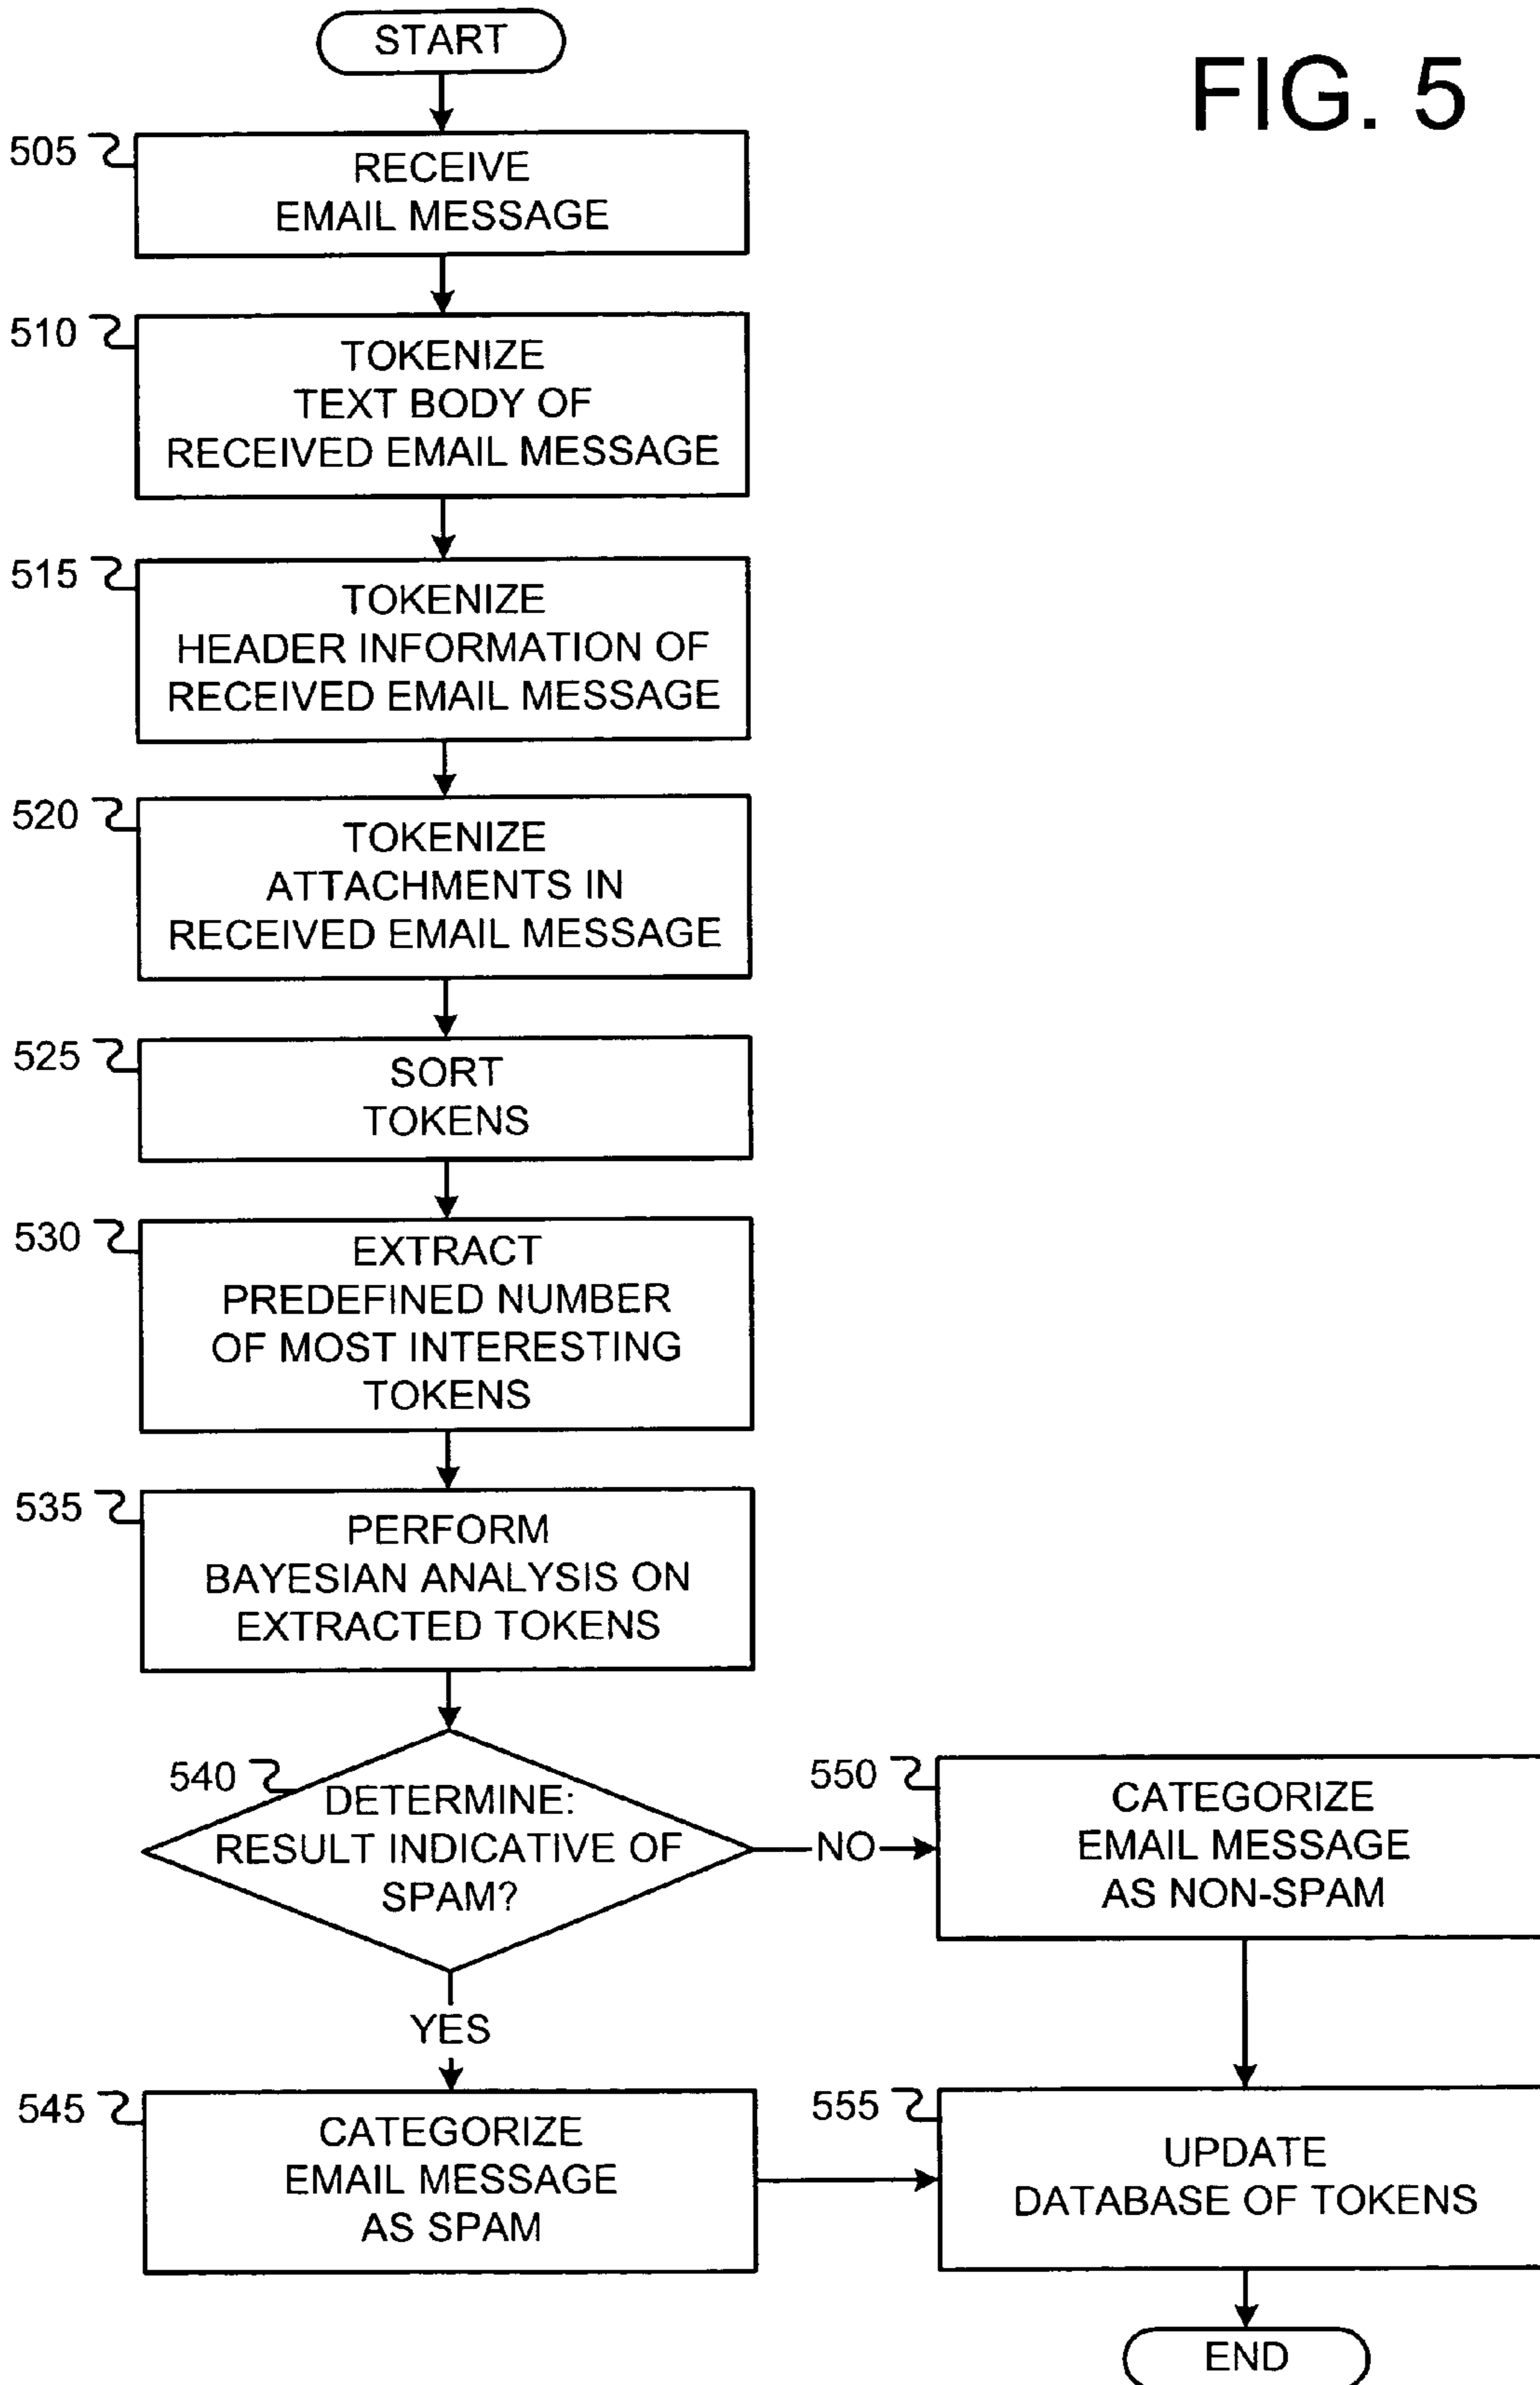 START
FIG. 5
505
RECEIVE
EMAIL MESSAGE
510
TOKENIZE
TEXT BODY OF
RECEIVED EMAIL MESSAGE
515
TOKENIZE
HEADER INFORMATION OF
RECEIVED EMAIL MESSAGE
520
TOKENIZE
ATTACHMENTS IN
RECEIVED EMAIL MESSAGE
525
SORT
TOKENS
530
EXTRACT
PREDEFINED NUMBER
OF MOST INTERESTING
TOKENS
535
PERFORM
BAYESIAN ANALYSIS ON
EXTRACTED TOKENS
540
DETERMINE:
RESULT INDICATIVE OF
SPAM?
NO
550
CATEGORIZE
EMAIL MESSAGE
AS NON-SPAM
YES
545
CATEGORIZE
EMAIL MESSAGE
AS SPAM
555
UPDATE
DATABASE OF TOKENS
END